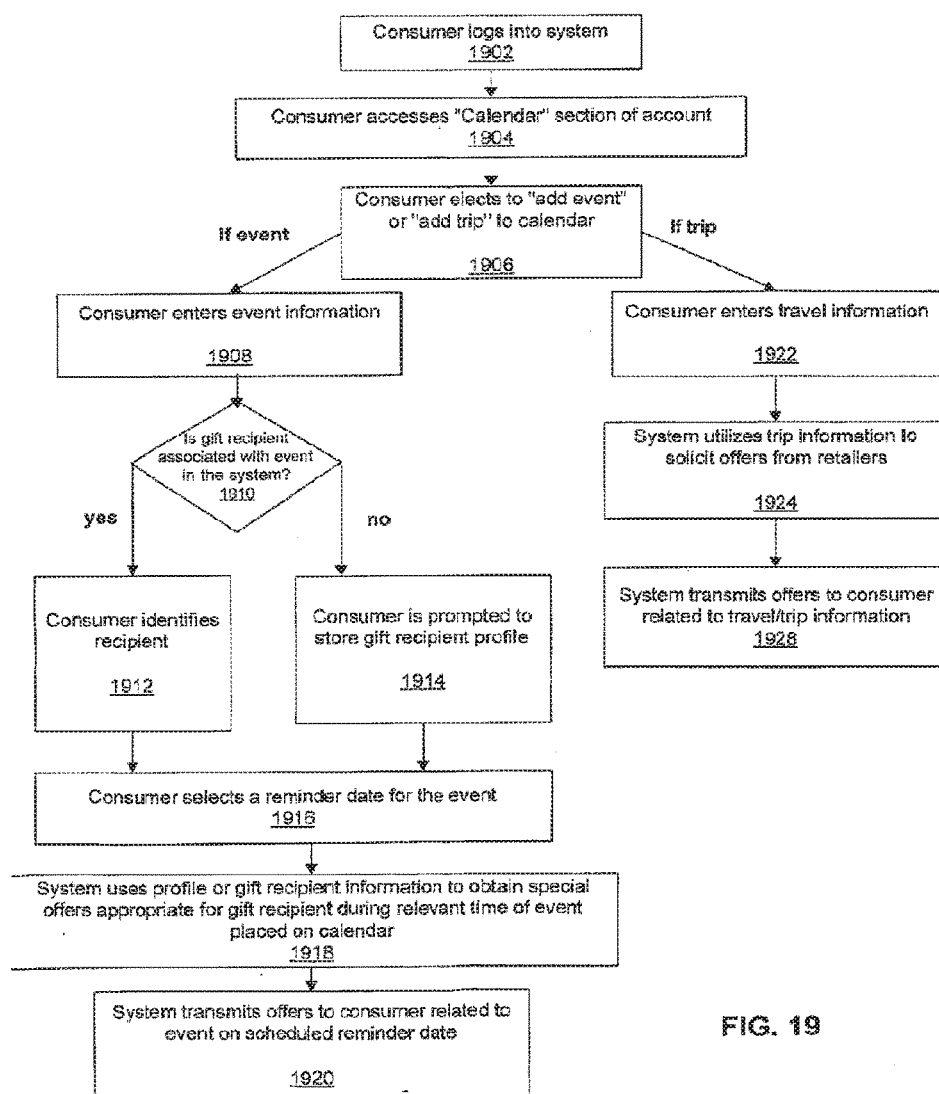 Consumer logs into system
1902
Consumer accesses "Calendar" section of account
1904
Consumer elects to "add event"
or "add trip" to calendar
1906
If event
If trip
Consumer enters event information
1908
Consumer enters travel information
1922
Is gift recipient
associated with event
in the system?
1910
System utilizes trip information to
solicit offers from retailers
1924
yes
no
Consumer identifies
recipient
1912
Consumer is prompted to
store gift recipient profile
1914
System transmits offers to consumer
related to travel/trip information
1928
Consumer selects a reminder date for the event
1916
System uses profile or gift recipient information to obtain special
offers appropriate for gift recipient during relevant time of event
placed on calendar
1918
System transmits offers to consumer related to
event on scheduled reminder date
1920
FIG. 19